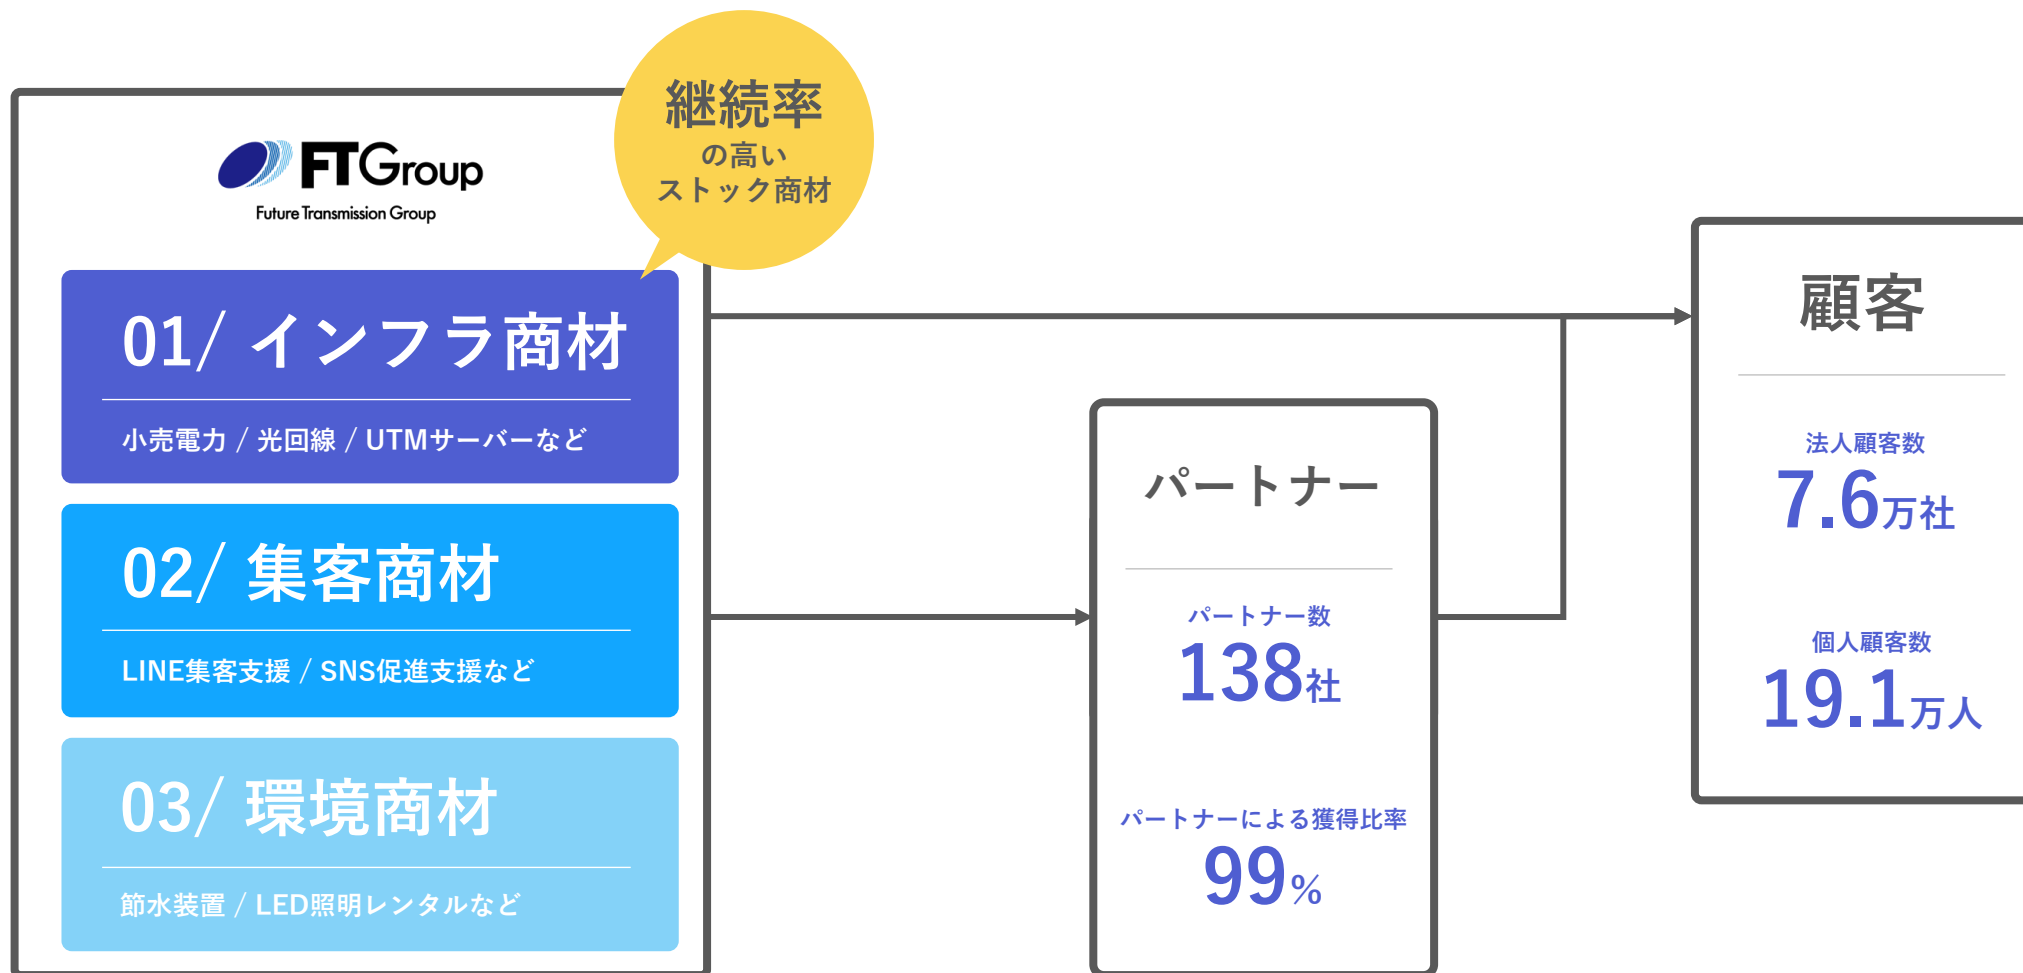 継続率
の高い
ストック商材
FTGroup
Future Transmission Group
01/ インフラ商材
小売電力 / 光回線 / UTMサーバーなど
02/ 集客商材
LINE集客支援 / SNS促進支援など
03/ 環境商材
節水装置 / LED照明レンタルなど
パートナー
パートナー数
138社
パートナーによる獲得比率
99%
顧客
法人顧客数
7.6万社
個人顧客数
19.1万人